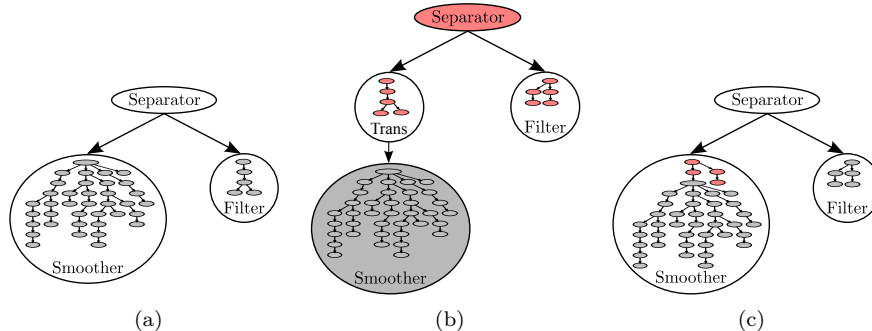 Separator
Separator
Trans
Filter
Separator
Smoother
Filter
Smoother
Smoother
Filter
(a)
(b)
(c)